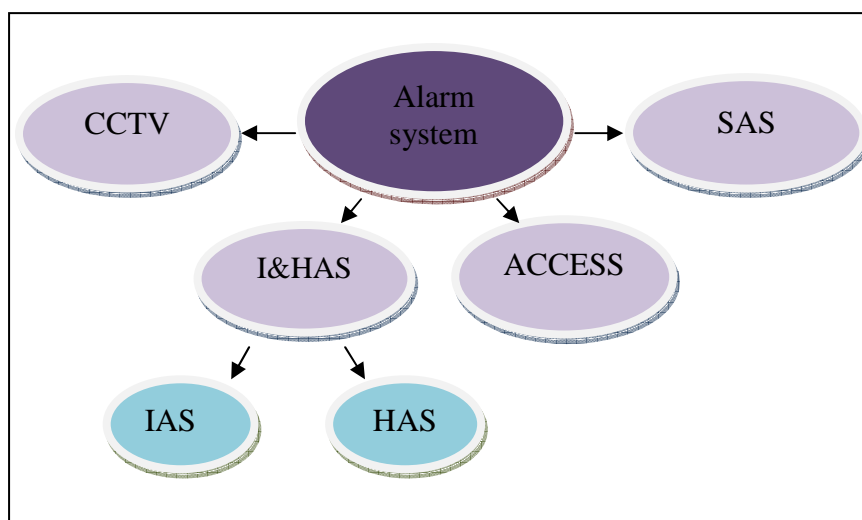 Alarm
system
CCTV
SAS
I&HAS
ACCESS
IAS
HAS